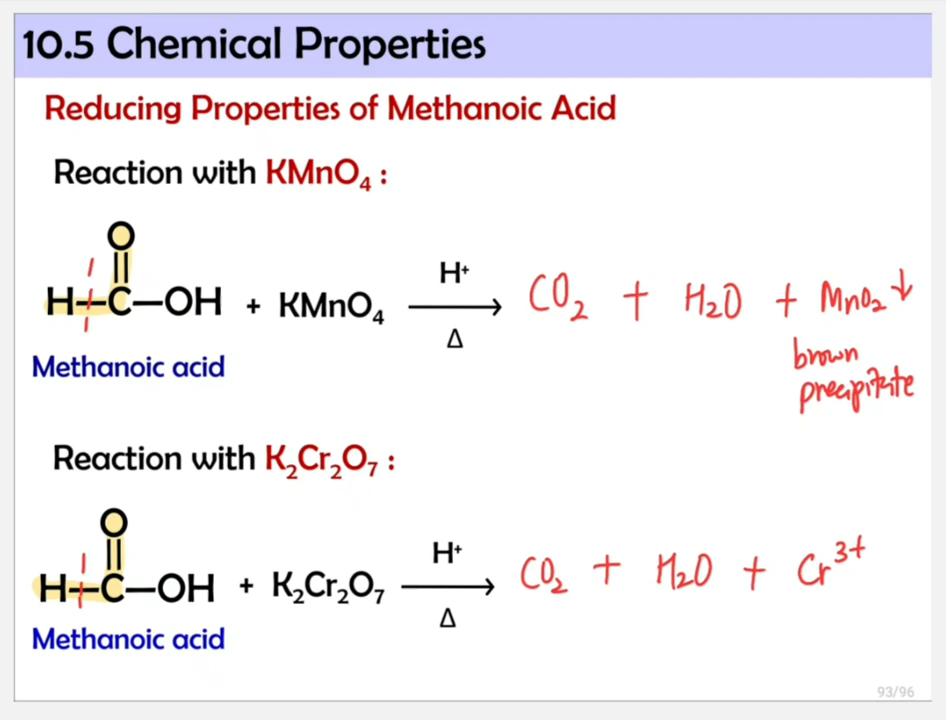 10.5 Chemical Properties
Reducing Properties of Methanoic Acid
Reaction with KMnO₄ :
O
H—C—OH + KMnO₄ H⁺ Δ → CO₂ + H₂O + MnO₂ ↓
Methanoic acid
brown
precipitate
Reaction with K₂Cr₂O₇ :
O
H—C—OH + K₂Cr₂O₇ H⁺ Δ → CO₂ + H₂O + Cr³⁺
Methanoic acid
93/96